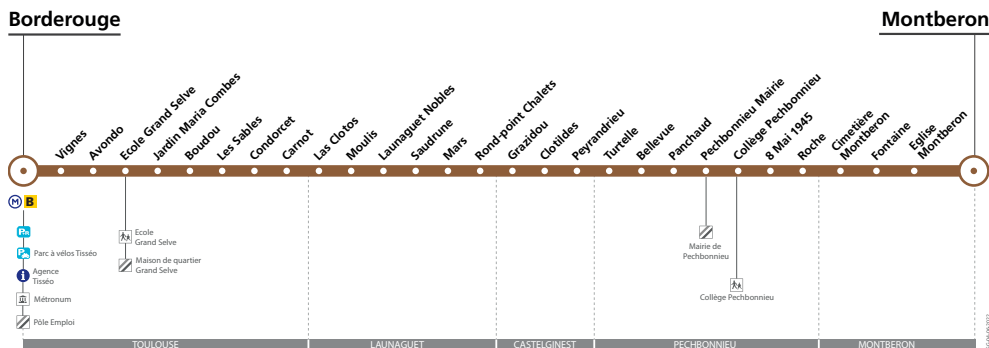 Borderouge
Montberon
Vignes
Avondo
Ecole Grand Selve
Jardin Maria Combes
Boudou
Les Sables
Condorcet
Carnot
Las Clotos
Moulis
Launaguet Nobles
Saudrune
Mars
Rond-point Chalets
Grazidou
Clotildes
Peyrandrieu
Turtelle
Bellevue
Panchaud
Pechbonnieu Mairie
Collège Pechbonnieu
8 Mai 1945
Roche
Cimetière
Montberon
Fontaine
Eglise
Montberon
M B
Parc à vélos Tisséo
Agence
Tisséo
Métronum
Pôle Emploi
Ecole
Grand Selve
Maison de quartier
Grand Selve
Mairie de
Pechbonnieu
Collège Pechbonnieu
TOULOUSE
LAUNAGUET
CASTELGINEST
PECHBONNIEU
MONTBERON